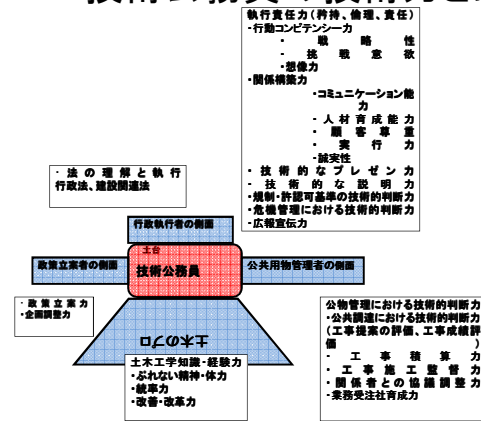 執行責任力（矜持、倫理、責任）
・行動コンピテンシー力
・戦略性
・挑戦意欲
・想像力
・関係構築力
・コミュニケーション能
力
・人材育成能力
・顧客尊重
・実行力
・誠実性
・技術的なプレゼン力
・技術的な説明力
・規制・許認可基準の技術的判断力
・危機管理における技術的判断力
・広報宣伝力
・法の理解と執行
行政法、建設関連法
行政執行者の側面
土台
政策立案者の側面
技術公務員
公共用物管理者の側面
・政策立案力
・企画調整力
土木のプロ
土木工学知識・経験力
・ぶれない精神・体力
・統率力
・改善・改革力
公物管理における技術的判断力
・公共調達における技術的判断力
（工事提案の評価、工事成績評
価）
・工事積算力
・工事施工監督力
・関係者との協議調整力
・業務受注社育成力